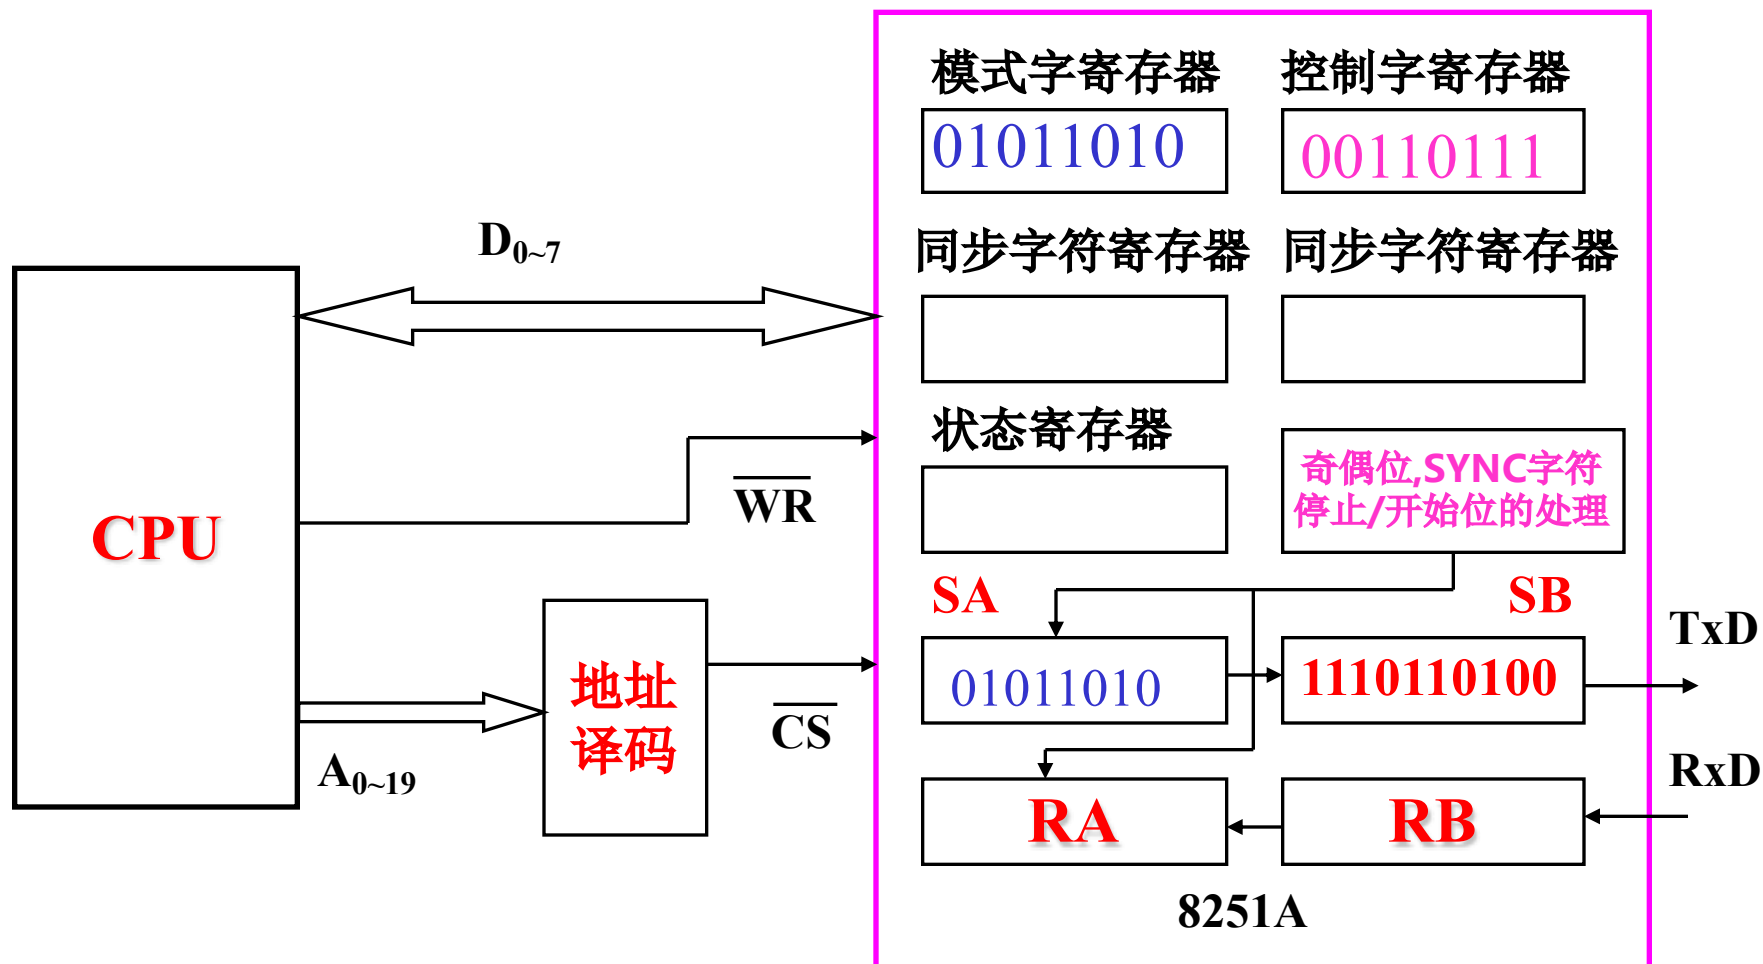 模式字寄存器
控制字寄存器
01011010
00110111
D0~7
同步字符寄存器
同步字符寄存器
状态寄存器
奇偶位,SYNC字符
停止/开始位的处理
WR
CPU
SA
SB
TxD
地址
译码
01011010
1110110100
CS
A0~19
RxD
RA
RB
8251A